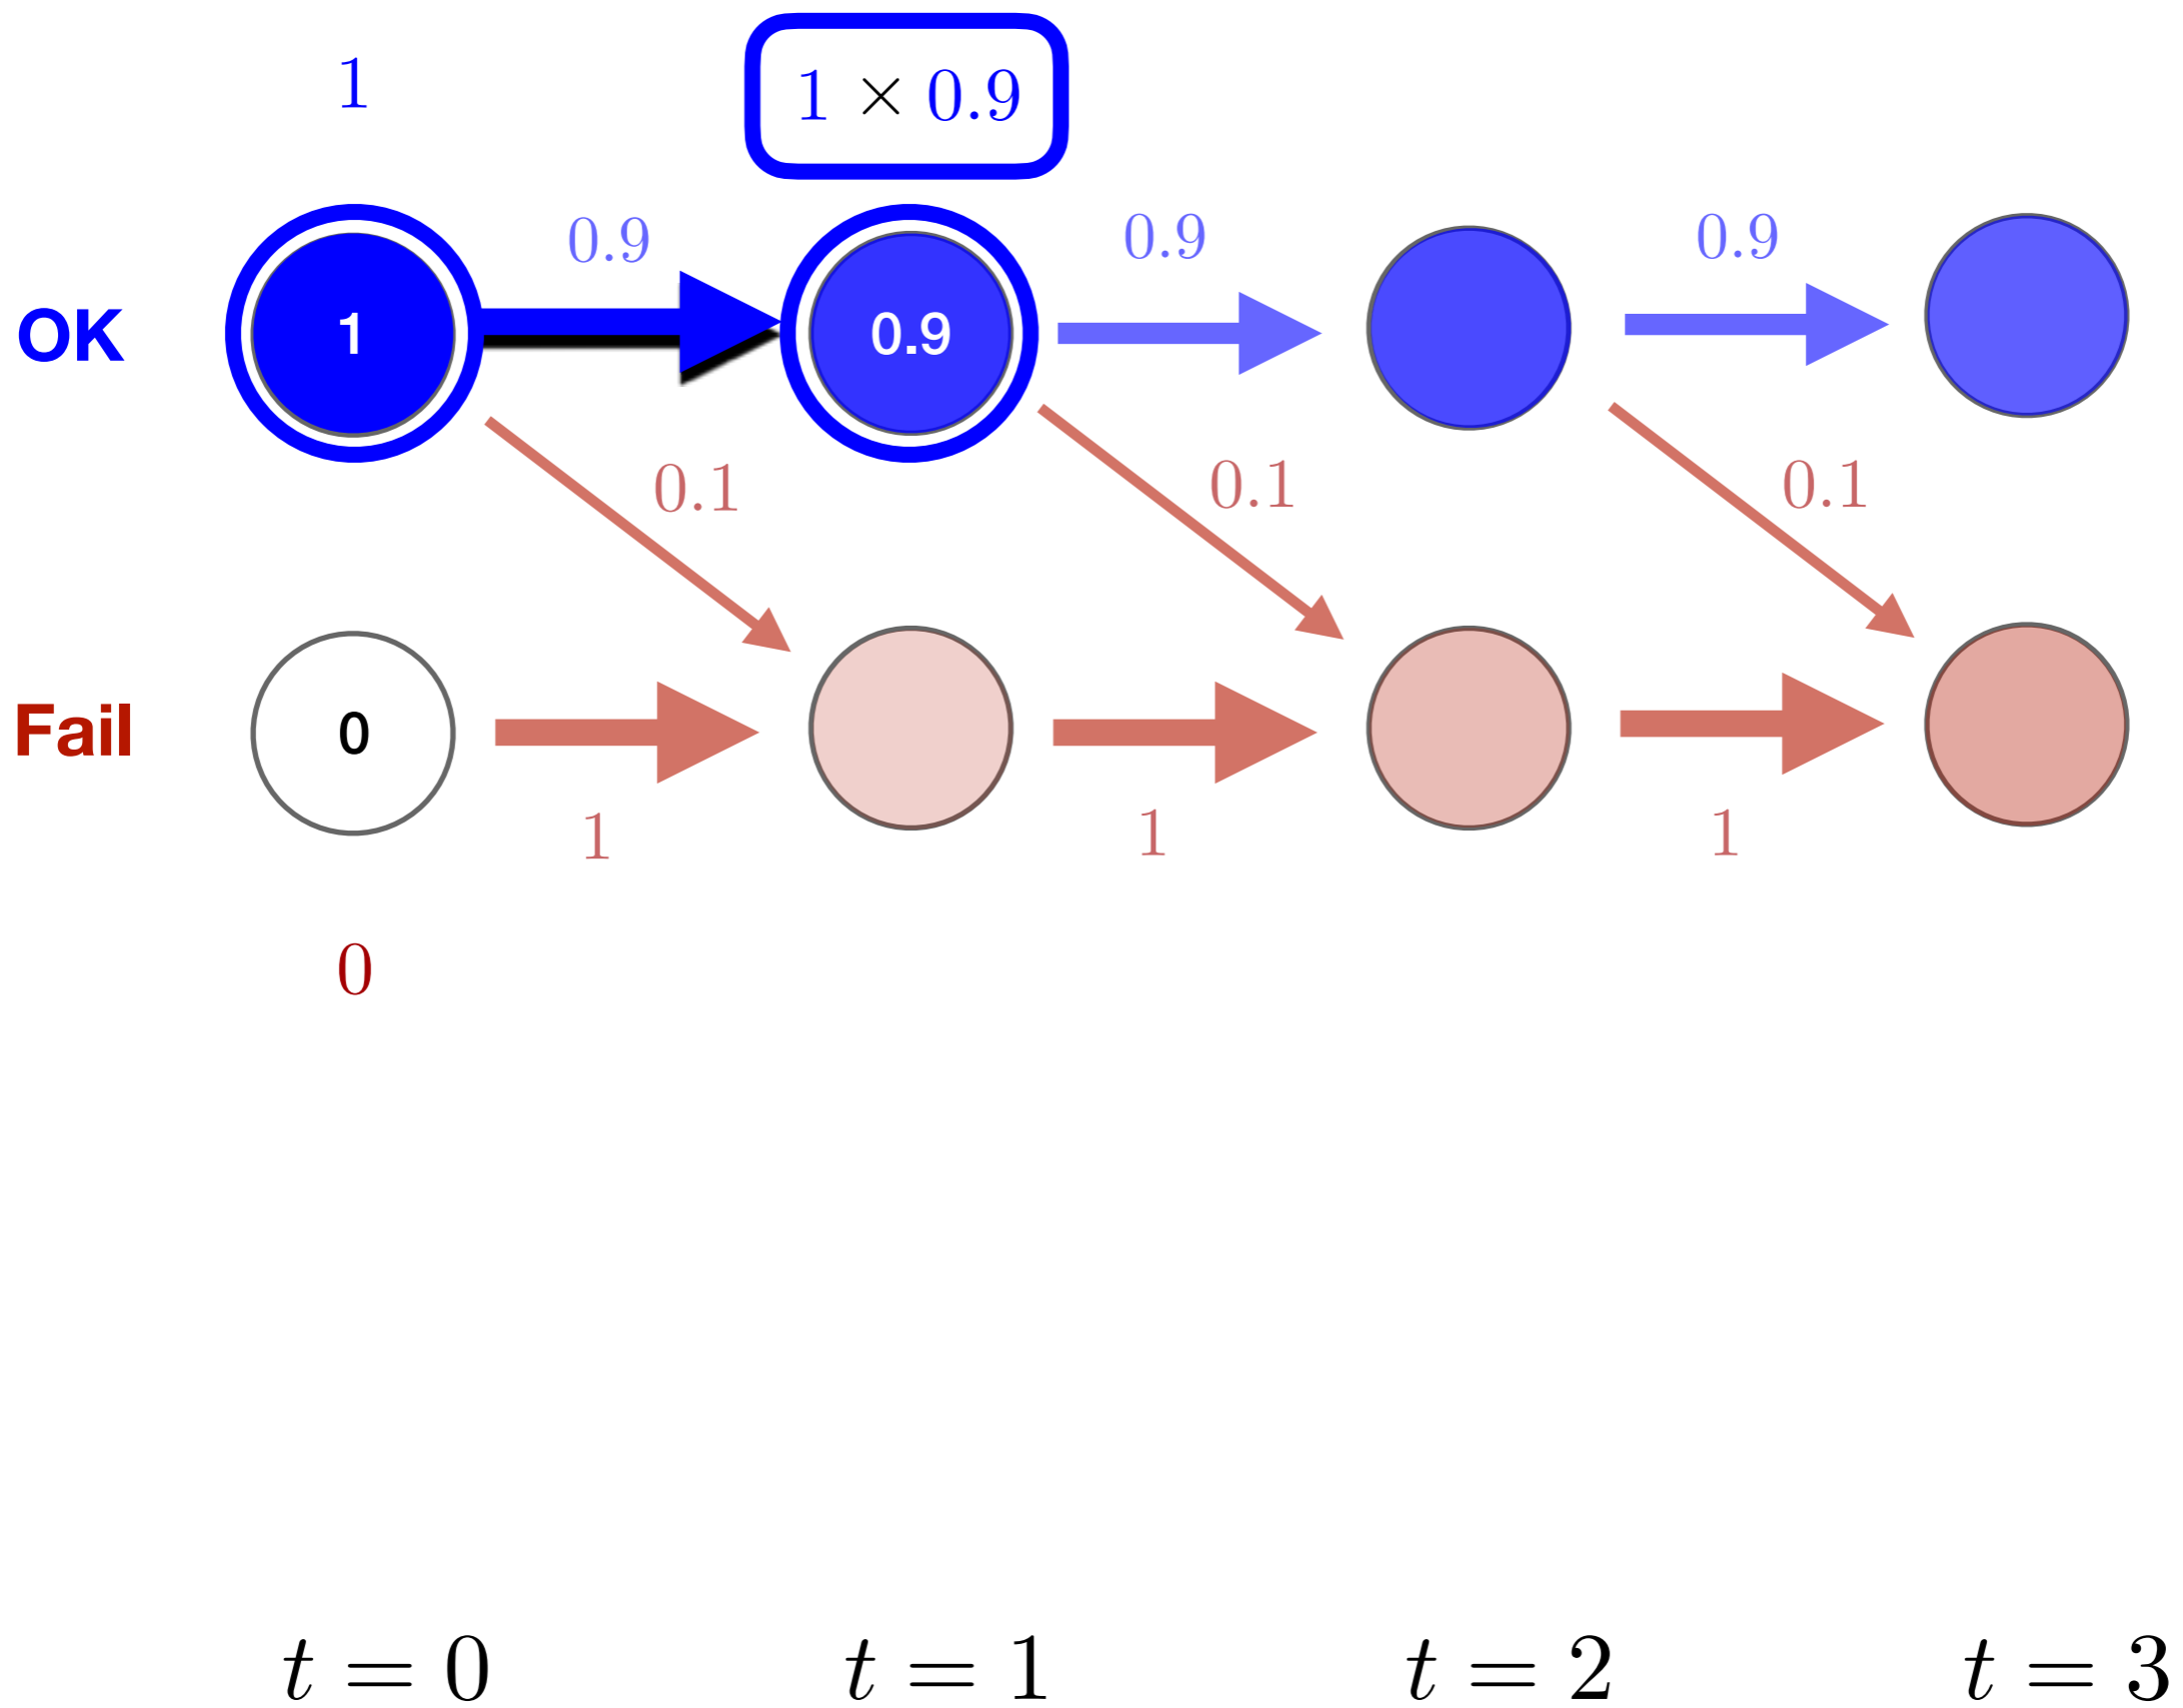 1
1 × 0.9
0.9 0.9 0.9
OK 1 0.9
0.1 0.1 0.1
Fail 0
1 1 1
0
t = 0 t = 1 t = 2 t = 3